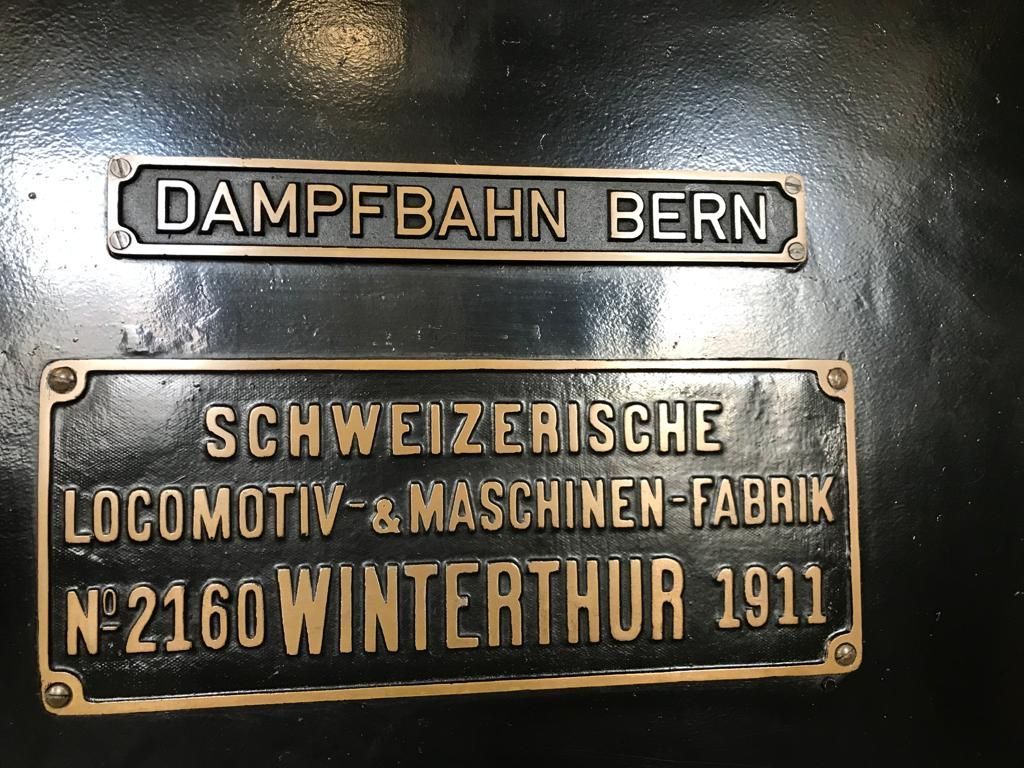 DAMPFBAHN BERN
SCHWEIZERISCHE
LOCOMOTIV-&MASCHINEN-FABRIK
Nº 2160 WINTERTHUR 1911